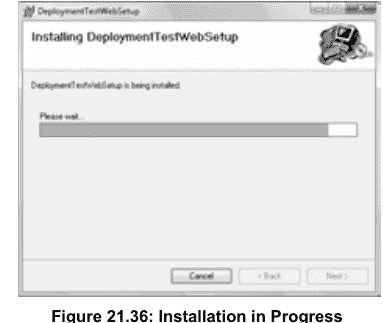 DeploymentTestWebSetup
Installing DeploymentTestWebSetup
DeploymentTestWebSetup is being installed.
Please wait...
Cancel
< Back
Next >
Figure 21.36: Installation in Progress